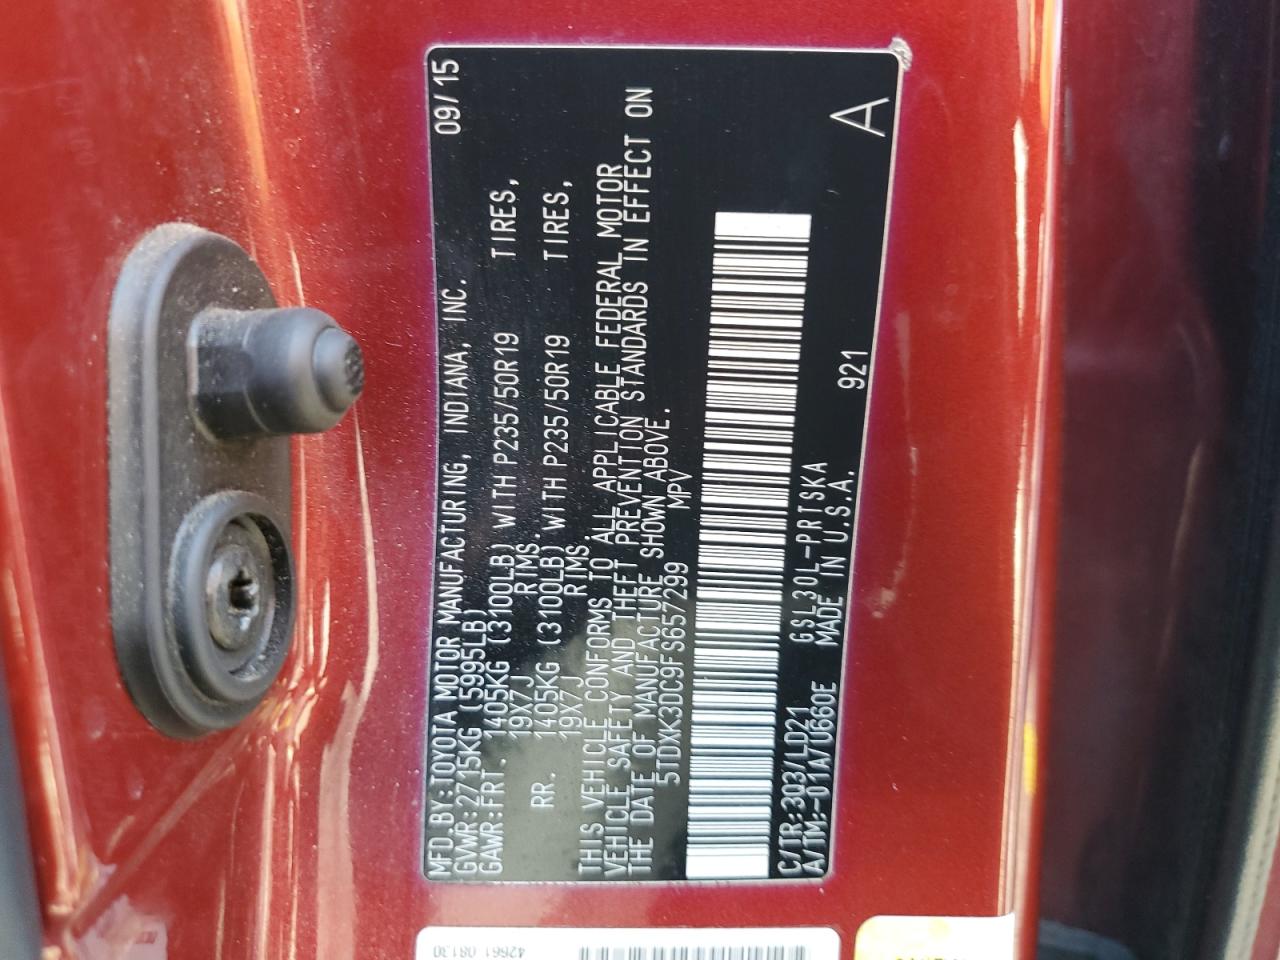 MFD.BY:TOYOTA MOTOR MANUFACTURING, INDIANA, INC. 09/15
GVWR:2715KG (5995LB)
GAWR:FRT. 1405KG (3100LB) WITH P235/50R19 TIRES,
19X7J RIMS.
RR. 1405KG (3100LB) WITH P235/50R19 TIRES,
19X7J RIMS.
THIS VEHICLE CONFORMS TO ALL APPLICABLE FEDERAL MOTOR
VEHICLE SAFETY AND THEFT PREVENTION STANDARDS IN EFFECT ON
THE DATE OF MANUFACTURE SHOWN ABOVE.
5TDXK3DC9FS657299 MPV
C/TR:3Q3/LD21 GSL30L-PRTSKA 921 A
A/TM:-01A/U660E MADE IN U.S.A.
42661 08130